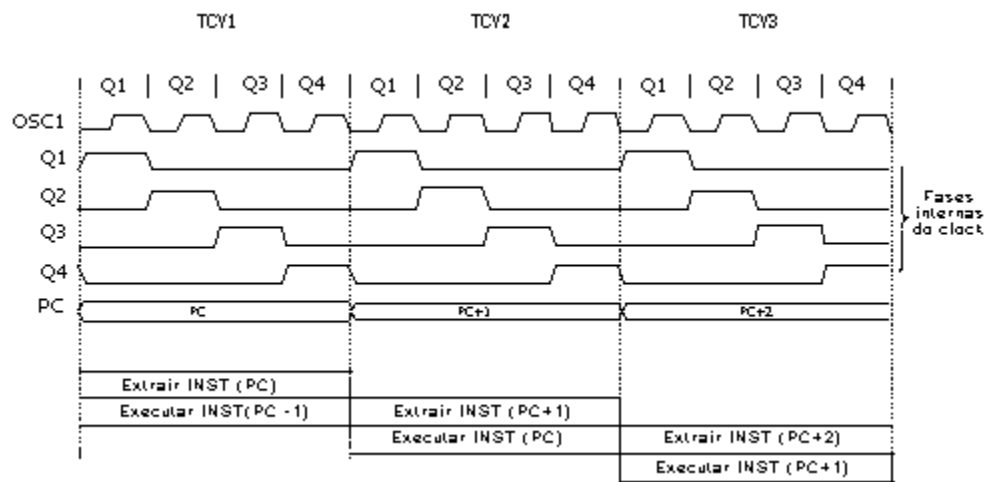 TCY1 TCY2 TCY3
Q1 | Q2 | Q3 | Q4 | Q1 | Q2 | Q3 | Q4 | Q1 | Q2 | Q3 | Q4
OSC1
Q1
Q2
Q3
Q4
Fases
internas
do clock
PC PC PC+1 PC+2
Extrair INST (PC)
Executar INST(PC -1) Extrair INST (PC+1)
Executar INST (PC) Extrair INST (PC+2)
Executar INST (PC+1)